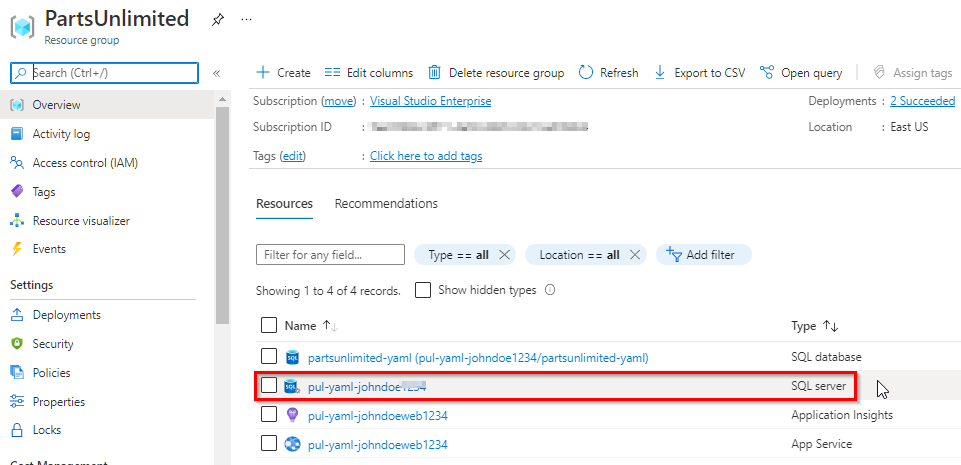 PartsUnlimited
Resource group
Search (Ctrl+/)
Overview
Activity log
Access control (IAM)
Tags
Resource visualizer
Events
Settings
Deployments
Security
Policies
Properties
Locks
Cost Management
Create Edit columns Delete resource group Refresh Export to CSV Open query Assign tags
Subscription (move) : Visual Studio Enterprise Deployments : 2 Succeeded
Subscription ID : Location : East US
Tags (edit) : Click here to add tags
Resources Recommendations
Filter for any field... Type == all Location == all Add filter
Showing 1 to 4 of 4 records. Show hidden types
Name Type
partsunlimited-yaml (pul-yaml-johndoe1234/partsunlimited-yaml) SQL database
pul-yaml-johndoe1234 SQL server
pul-yaml-johndoeweb1234 Application Insights
pul-yaml-johndoeweb1234 App Service